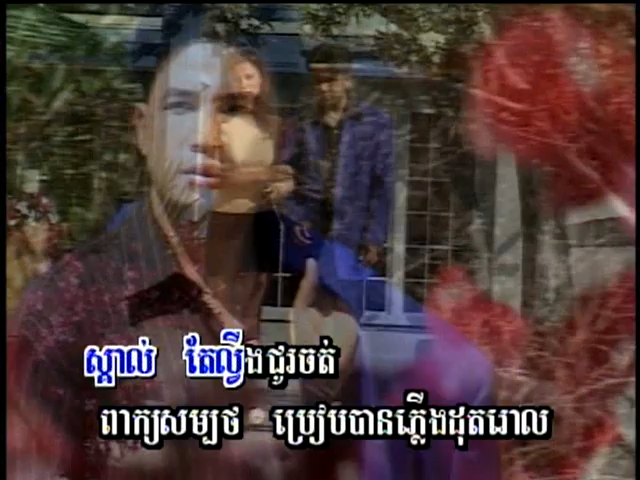 ស្គាល់ តែល្វីងជូរចត់
ពាក្យសម្បថ ប្រៀបបានភ្លើងដុតរោល